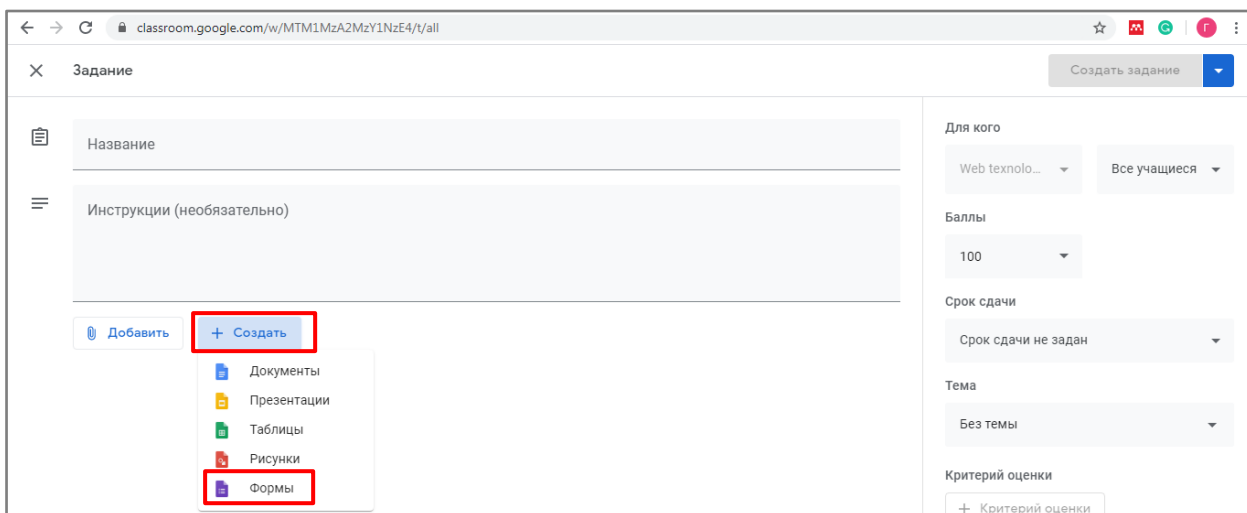 classroom.google.com/w/MTM1MzA2MzY1NzE4/t/all
Г
Задание
Создать задание
Название
Инструкции (необязательно)
Добавить
+ Создать
Документы
Презентации
Таблицы
Рисунки
Формы
Для кого
Web texnolo...
Все учащиеся
Баллы
100
Срок сдачи
Срок сдачи не задан
Тема
Без темы
Критерий оценки
+ Критерий оценки